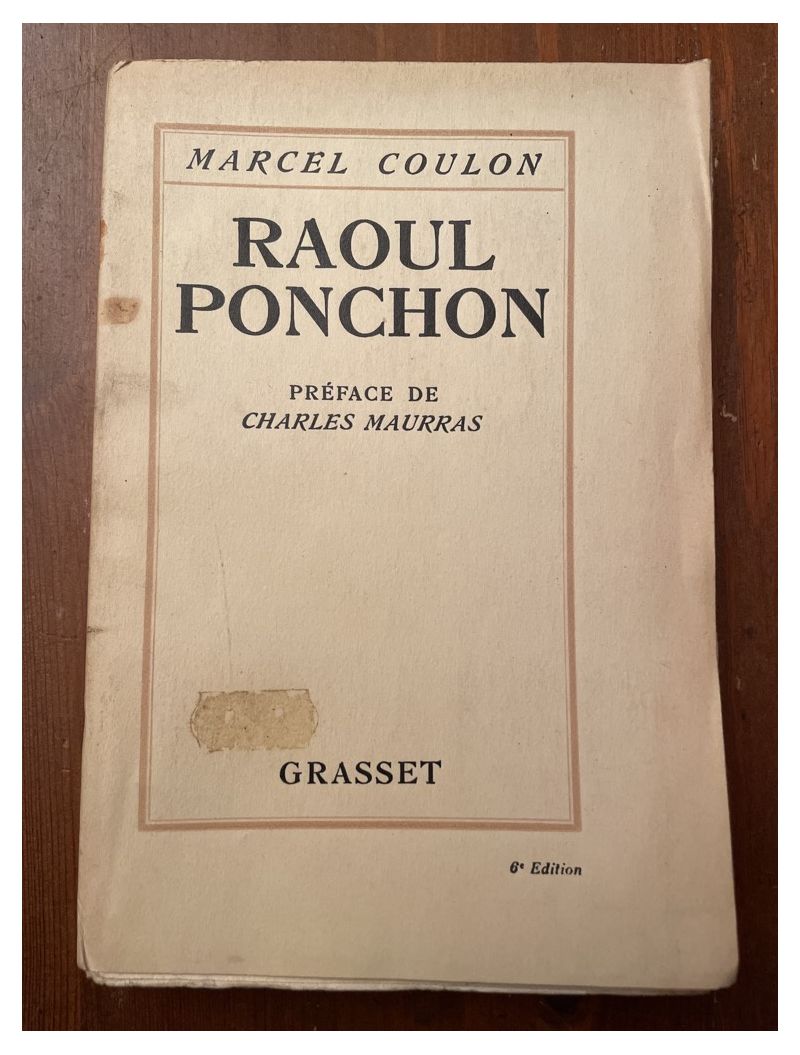 MARCEL COULON
RAOUL
PONCHON
PRÉFACE DE
CHARLES MAURRAS
GRASSET
6e Edition